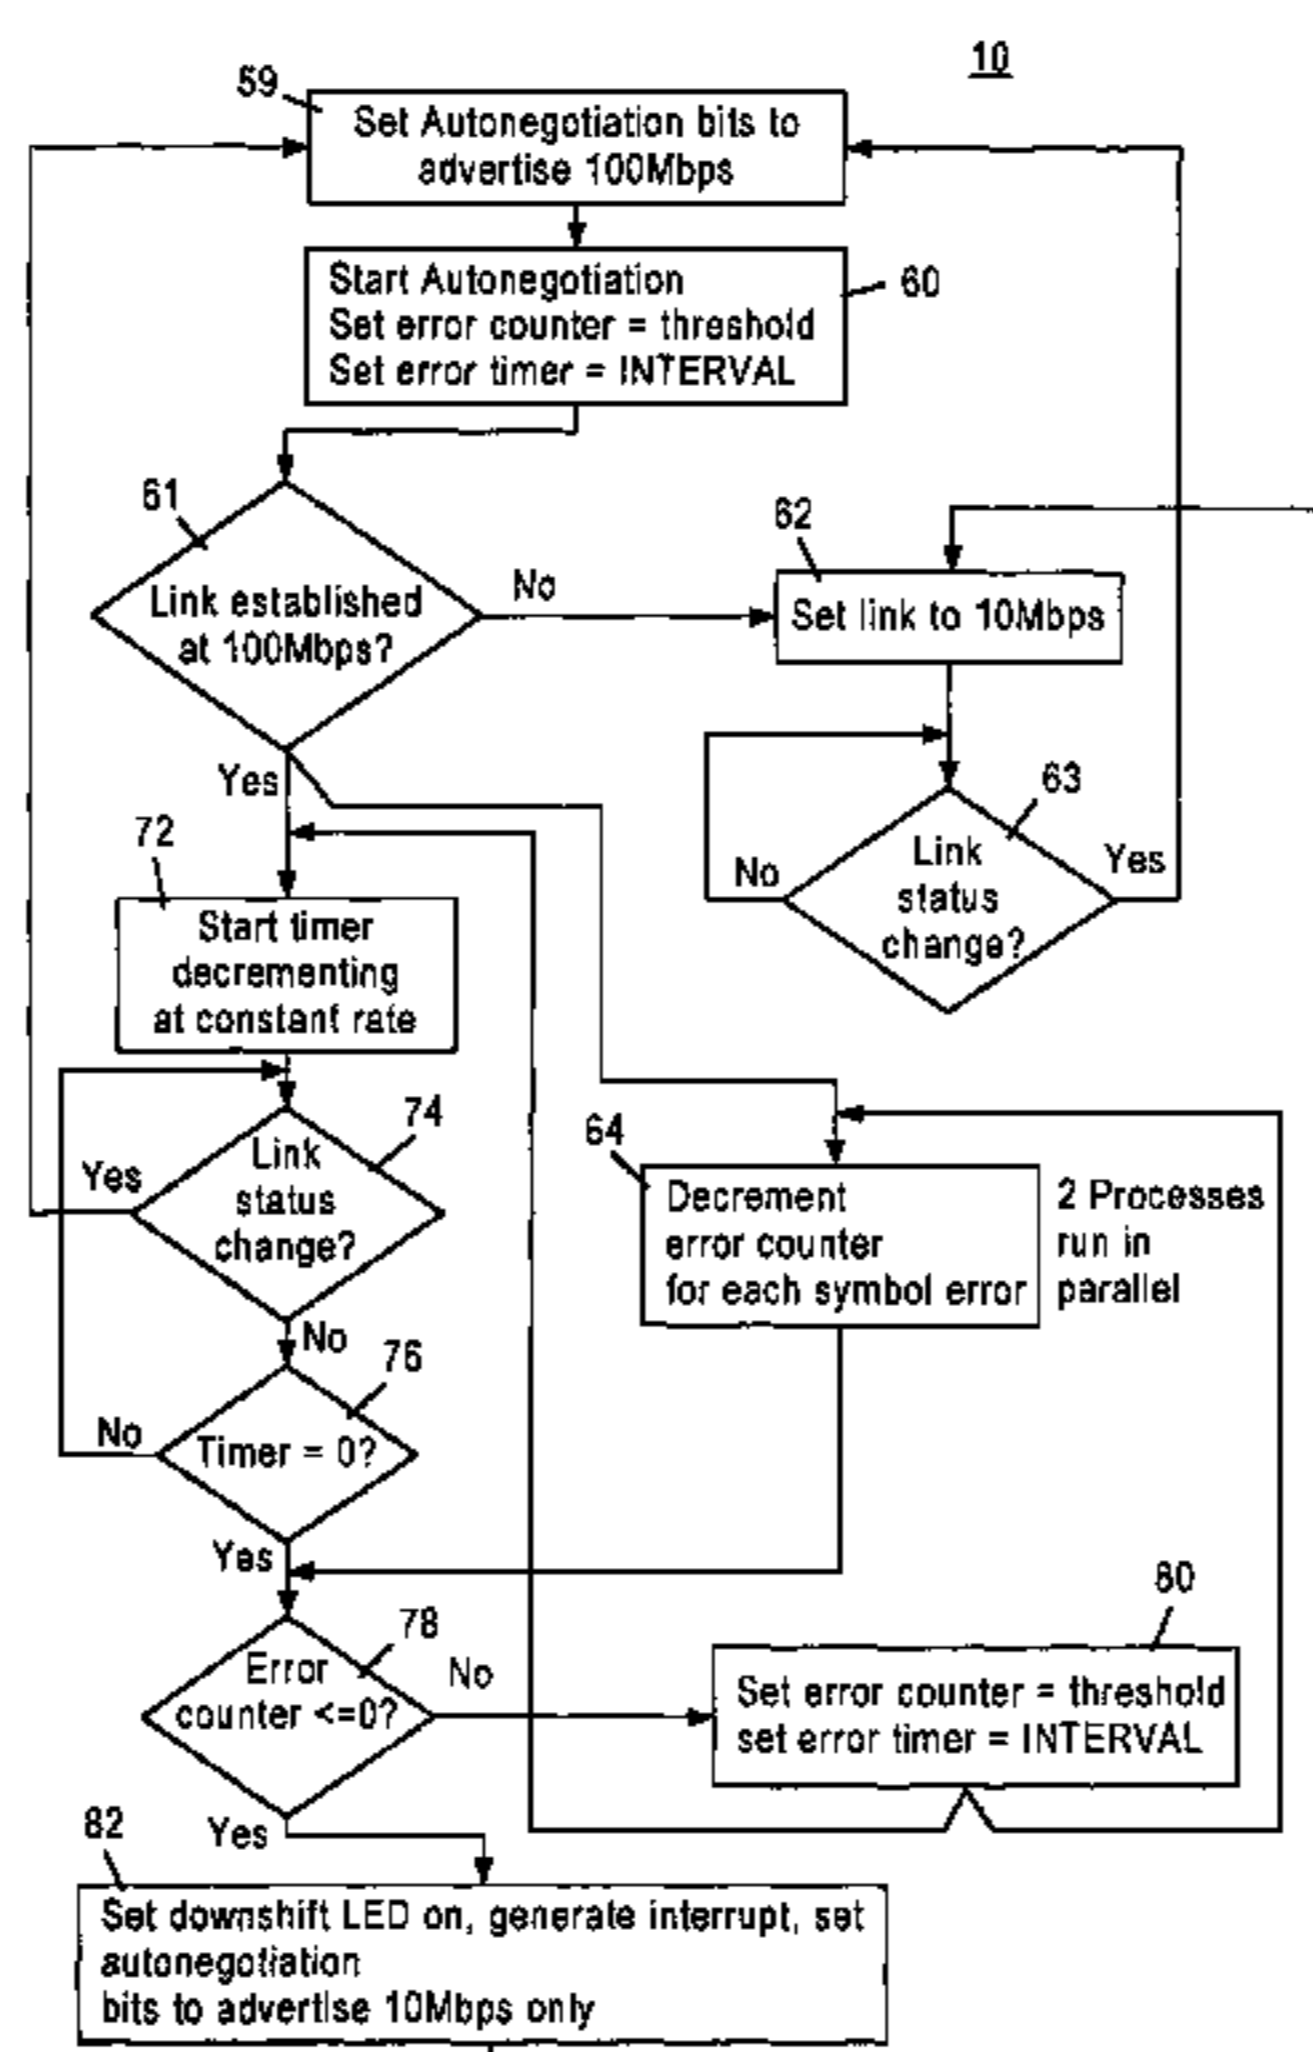 10
59
Set Autonegotiation bits to
advertise 100Mbps
Start Autonegotiation
Set error counter = threshold
Set error timer = INTERVAL
60
61
Link established
at 100Mbps?
No
62
Set link to 10Mbps
Yes
63
Link
status
change?
No
Yes
72
Start timer
decrementing
at constant rate
74
Link
status
change?
Yes
No
64
Decrement
error counter
for each symbol error
2 Processes
run in
parallel
76
Timer = 0?
No
Yes
78
Error
counter <=0?
No
80
Set error counter = threshold
set error timer = INTERVAL
Yes
82
Set downshift LED on, generate interrupt, set
autonegotiation
bits to advertise 10Mbps only